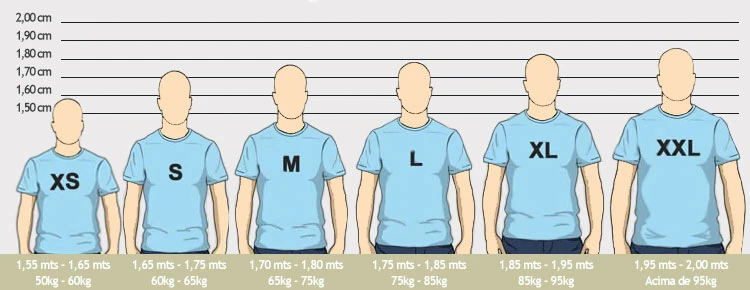 2,00 cm
1,90 cm
1,80 cm
1,70 cm
1,60 cm
1,50 cm
XS S M L XL XXL
1,55 mts - 1,65 mts 1,65 mts - 1,75 mts 1,70 mts - 1,80 mts 1,75 mts - 1,85 mts 1,85 mts - 1,95 mts 1,95 mts - 2,00 mts
50kg - 60kg 60kg - 65kg 65kg - 75kg 75kg - 85kg 85kg - 95kg Acima de 95kg